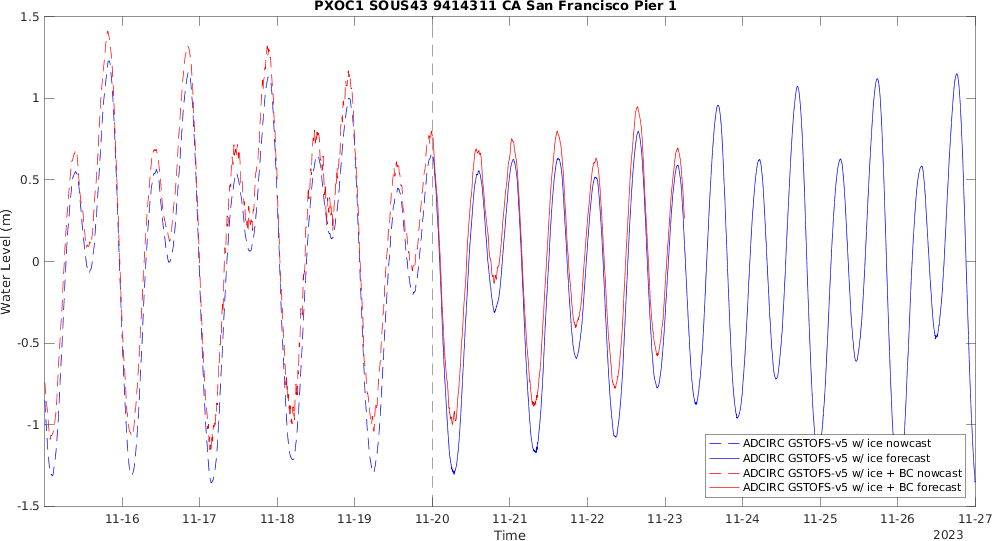 PXOC1 SOUS43 9414311 CA San Francisco Pier 1
1.5
1
0.5
0
-0.5
-1
-1.5
Water Level (m)
ADCIRC GSTOFS-v5 w/ ice nowcast
ADCIRC GSTOFS-v5 w/ ice forecast
ADCIRC GSTOFS-v5 w/ ice + BC nowcast
ADCIRC GSTOFS-v5 w/ ice + BC forecast
11-16 11-17 11-18 11-19 11-20 11-21 11-22 11-23 11-24 11-25 11-26 11-27
Time
2023